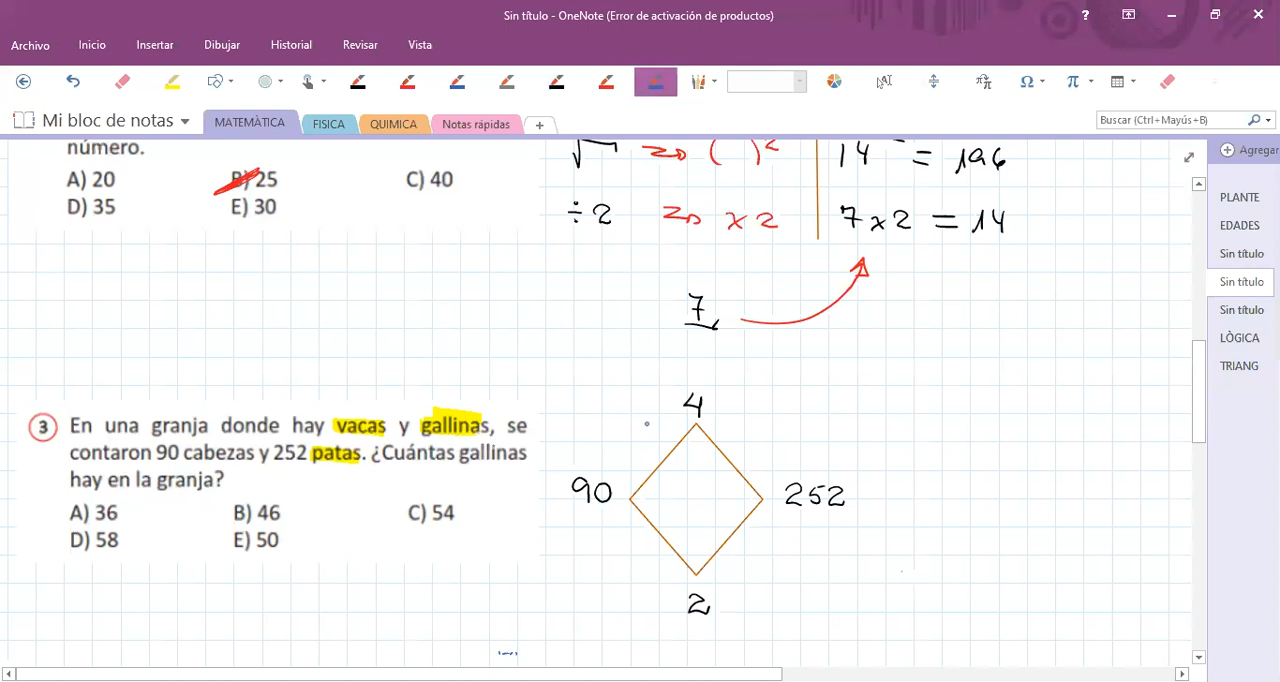 Sin título - OneNote (Error de activación de productos)
?
Archivo Inicio Insertar Dibujar Historial Revisar Vista
Mi bloc de notas MATEMÀTICA FISICA QUIMICA Notas rápidas +
Buscar (Ctrl+Mayús+B)
Agregar
PLANTE
EDADES
Sin título
Sin título
Sin título
LÒGICA
TRIANG
número.
A) 20 B) 25 C) 40
D) 35 E) 30
√ ( )² 14 = 196
÷2 x 2 7 x 2 = 14
7
3 En una granja donde hay vacas y gallinas, se
contaron 90 cabezas y 252 patas. ¿Cuántas gallinas
hay en la granja?
A) 36 B) 46 C) 54
D) 58 E) 50
4
90 252
2